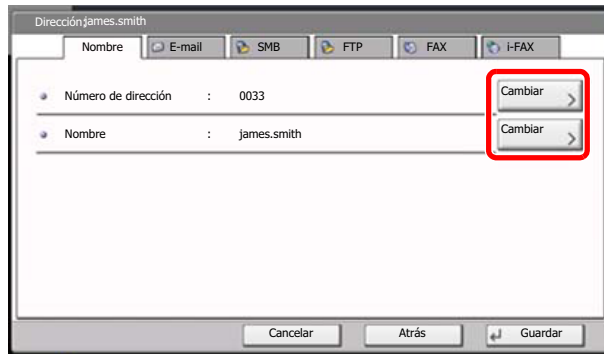 Dirección:james.smith
Nombre E-mail SMB FTP FAX i-FAX
Número de dirección : 0033 Cambiar
Nombre : james.smith Cambiar
Cancelar Atrás Guardar